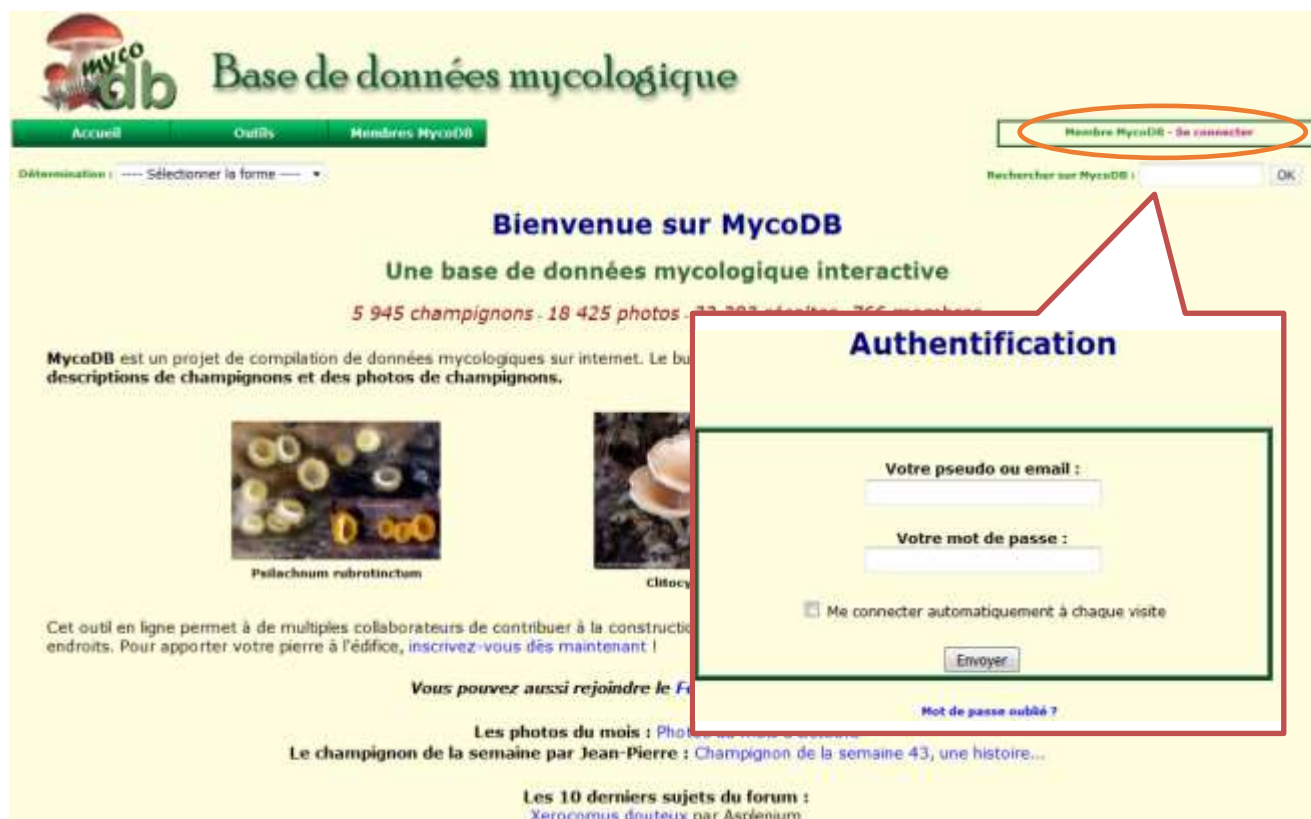 myco
db
Base de données mycologique
Accueil Outils Membres MycoDB
Membre MycoDB - Se connecter
Détermination : ---- Sélectionner la forme ----
Rechercher sur MycoDB : OK
Bienvenue sur MycoDB
Une base de données mycologique interactive
5 945 champignons - 18 425 photos -
MycoDB est un projet de compilation de données mycologiques sur internet. Le
descriptions de champignons et des photos de champignons.
Psilachnum rubrotinctum
Cet outil en ligne permet à de multiples collaborateurs de contribuer à la
endroits. Pour apporter votre pierre à l'édifice, inscrivez-vous dès maintenant !
Vous pouvez aussi rejoindre le
Les photos du mois :
Le champignon de la semaine par Jean-Pierre : Champignon de la semaine 43, une histoire...
Les 10 derniers sujets du forum :
Xerocomus douteux par Asplenium
Authentification
Votre pseudo ou email :
Votre mot de passe :
Me connecter automatiquement à chaque visite
Envoyer
Mot de passe oublié ?